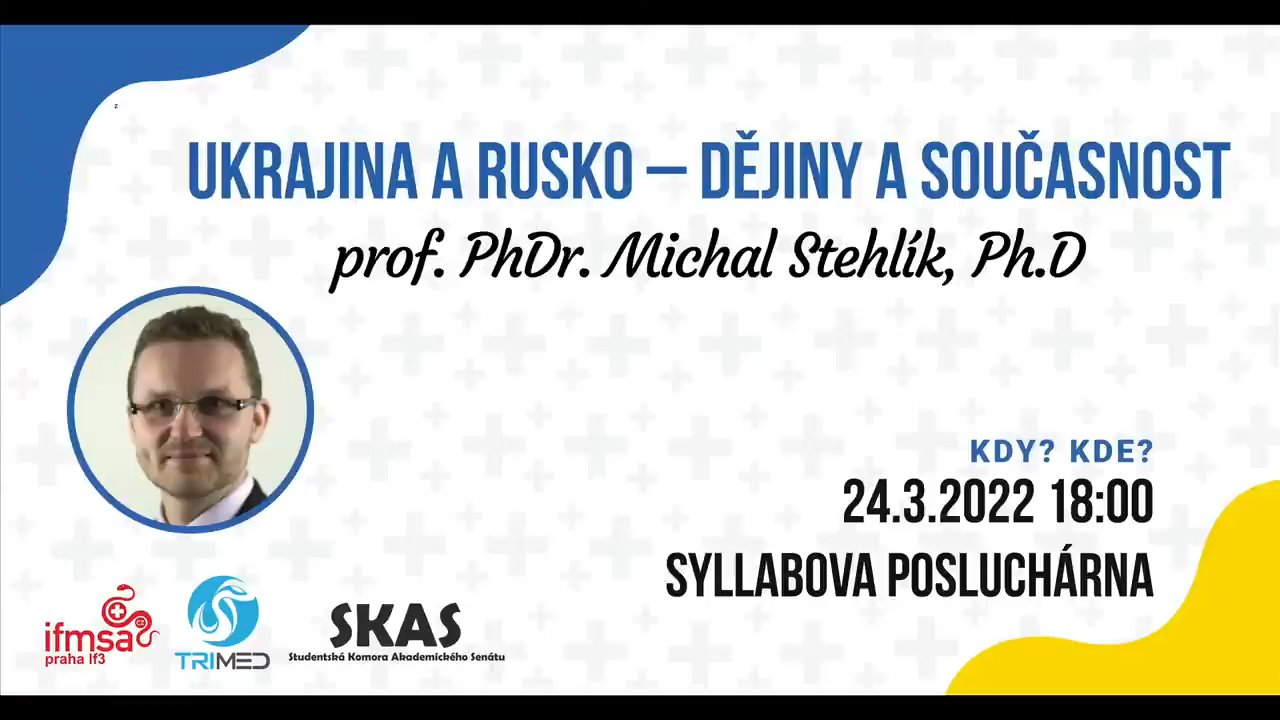 z
UKRAJINA A RUSKO – DĚJINY A SOUČASNOST
prof. PhDr. Michal Stehlík, Ph.D
KDY? KDE?
24.3.2022 18:00
SYLLABOVA POSLUCHÁRNA
ifmsa
praha lf3
TRIMED
SKAS
Studentská Komora Akademického Senátu